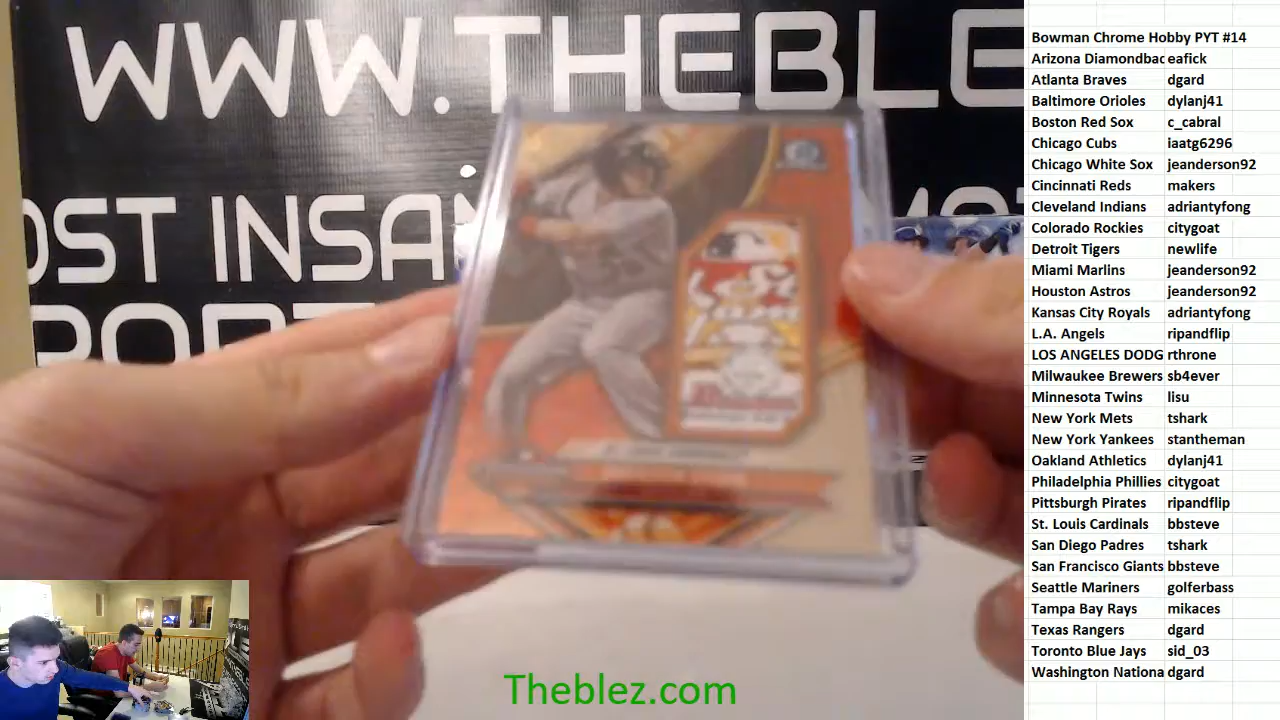 WWW.THEBLE
OST INSAN
Theblez.com
Bowman Chrome Hobby PYT #14
Arizona Diamondbac eafick
Atlanta Braves dgard
Baltimore Orioles dylanj41
Boston Red Sox c_cabral
Chicago Cubs iaatg6296
Chicago White Sox jeanderson92
Cincinnati Reds makers
Cleveland Indians adriantyfong
Colorado Rockies citygoat
Detroit Tigers newlife
Miami Marlins jeanderson92
Houston Astros jeanderson92
Kansas City Royals adriantyfong
L.A. Angels ripandflip
LOS ANGELES DODG rthrone
Milwaukee Brewers sb4ever
Minnesota Twins lisu
New York Mets tshark
New York Yankees stantheman
Oakland Athletics dylanj41
Philadelphia Phillies citygoat
Pittsburgh Pirates ripandflip
St. Louis Cardinals bbsteve
San Diego Padres tshark
San Francisco Giants bbsteve
Seattle Mariners golferbass
Tampa Bay Rays mikaces
Texas Rangers dgard
Toronto Blue Jays sid_03
Washington Nationa dgard